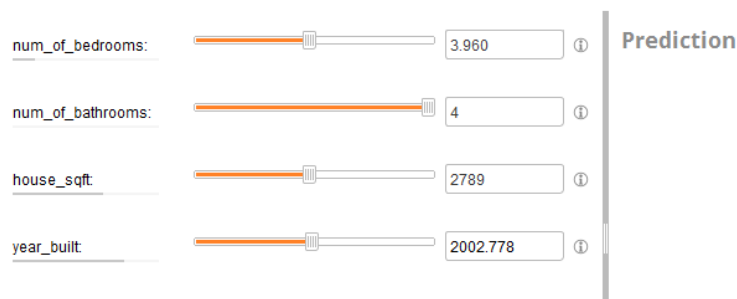 num_of_bedrooms: 3.960 Prediction
num_of_bathrooms: 4
house_sqft: 2789
year_built: 2002.778